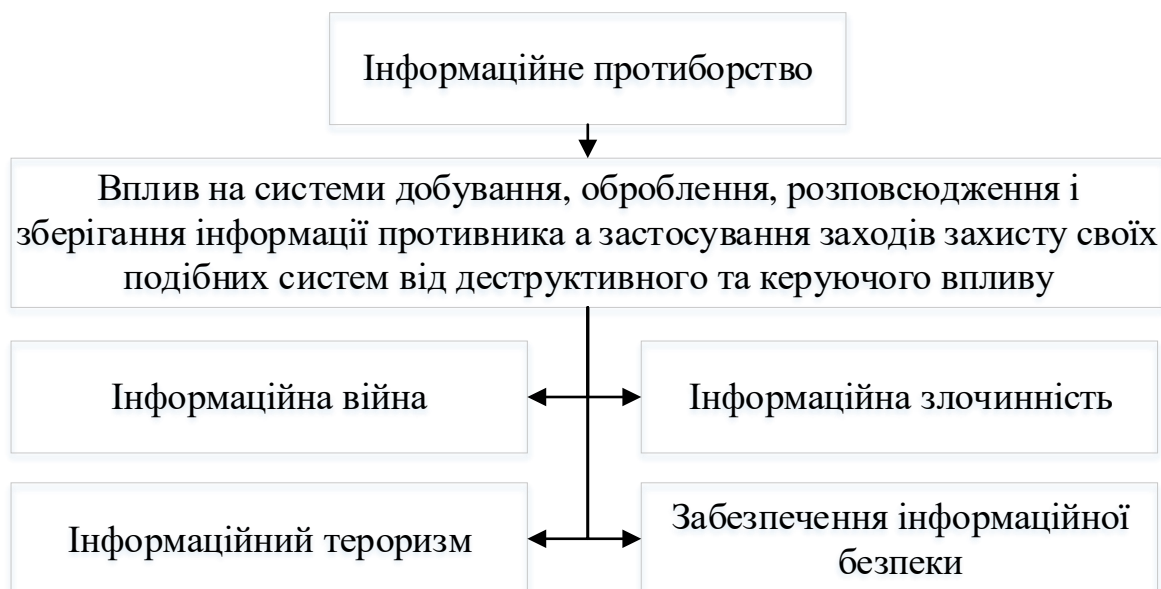 Інформаційне протиборство
Вплив на системи добування, оброблення, розповсюдження і
зберігання інформації противника а застосування заходів захисту своїх
подібних систем від деструктивного та керуючого впливу
Інформаційна війна
Інформаційна злочинність
Інформаційний тероризм
Забезпечення інформаційної
безпеки